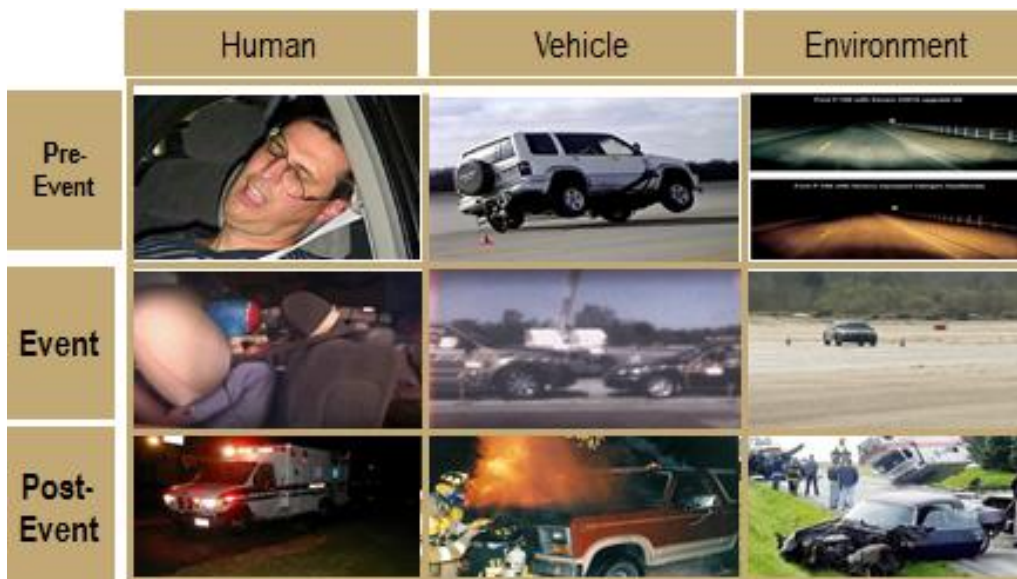 Human
Vehicle
Environment
Pre-
Event
Event
Post-
Event